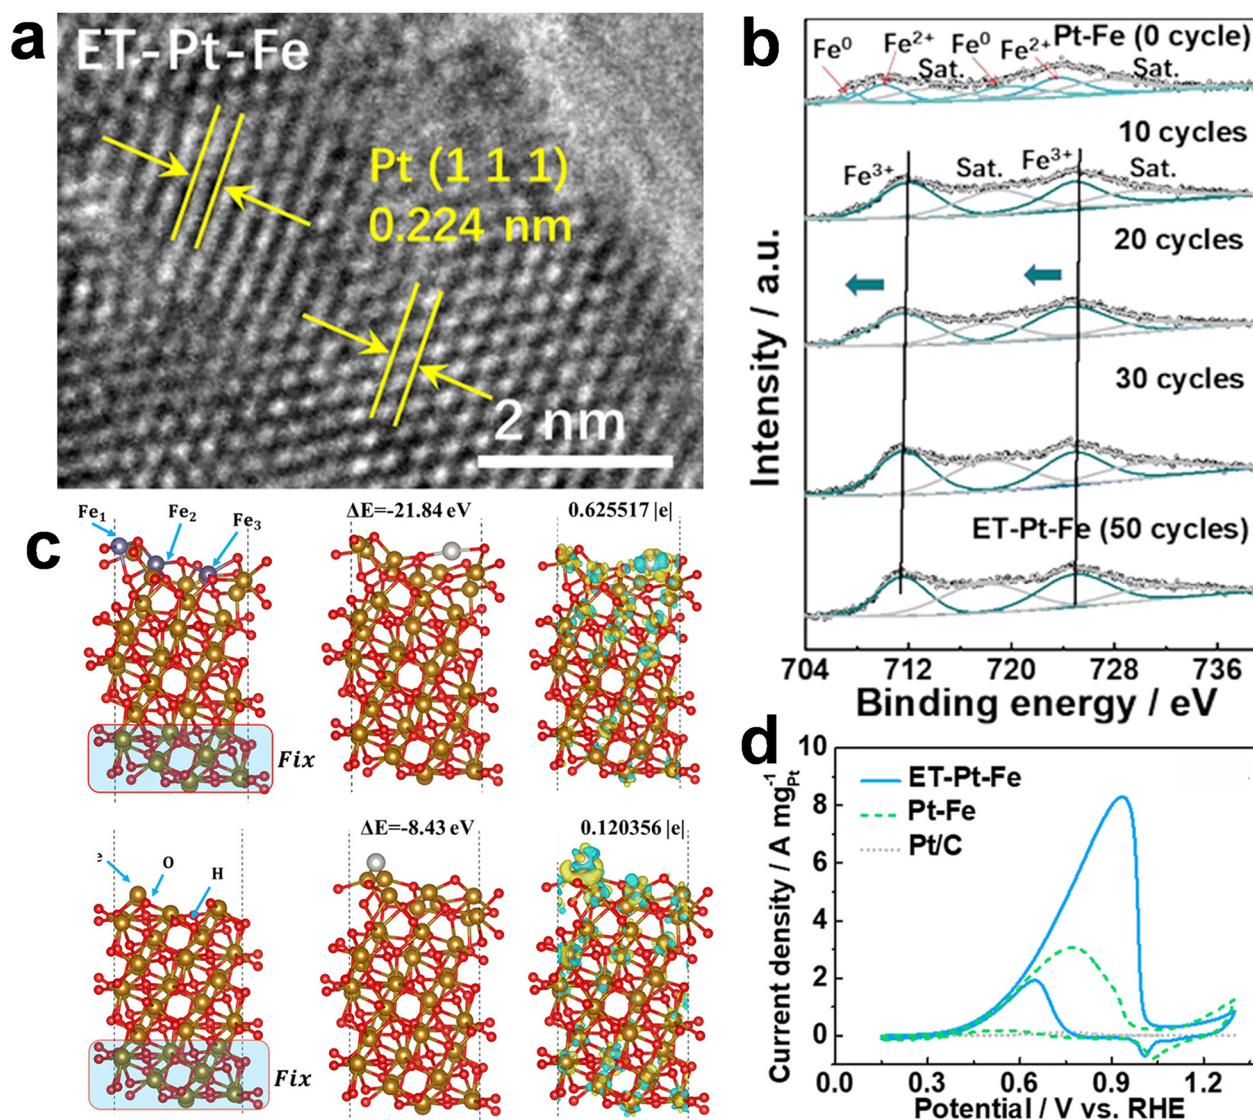 a
ET-Pt-Fe
Pt (1 1 1)
0.224 nm
2 nm
b
Pt-Fe (0 cycle)
Fe⁰
Fe²⁺
Sat.
Fe⁰
Fe²⁺
Sat.
10 cycles
Fe³⁺
Sat.
Fe³⁺
Sat.
20 cycles
30 cycles
ET-Pt-Fe (50 cycles)
Intensity / a.u.
704 712 720 728 736
Binding energy / eV
c
Fe₁
Fe₂
Fe₃
Fix
ΔE=-21.84 eV
0.625517 |e|
e
O
H
Fix
ΔE=-8.43 eV
0.120356 |e|
d
ET-Pt-Fe
Pt-Fe
Pt/C
Current density / A mg⁻¹Pt
10
8
6
4
2
0
0.0 0.3 0.6 0.9 1.2
Potential / V vs. RHE